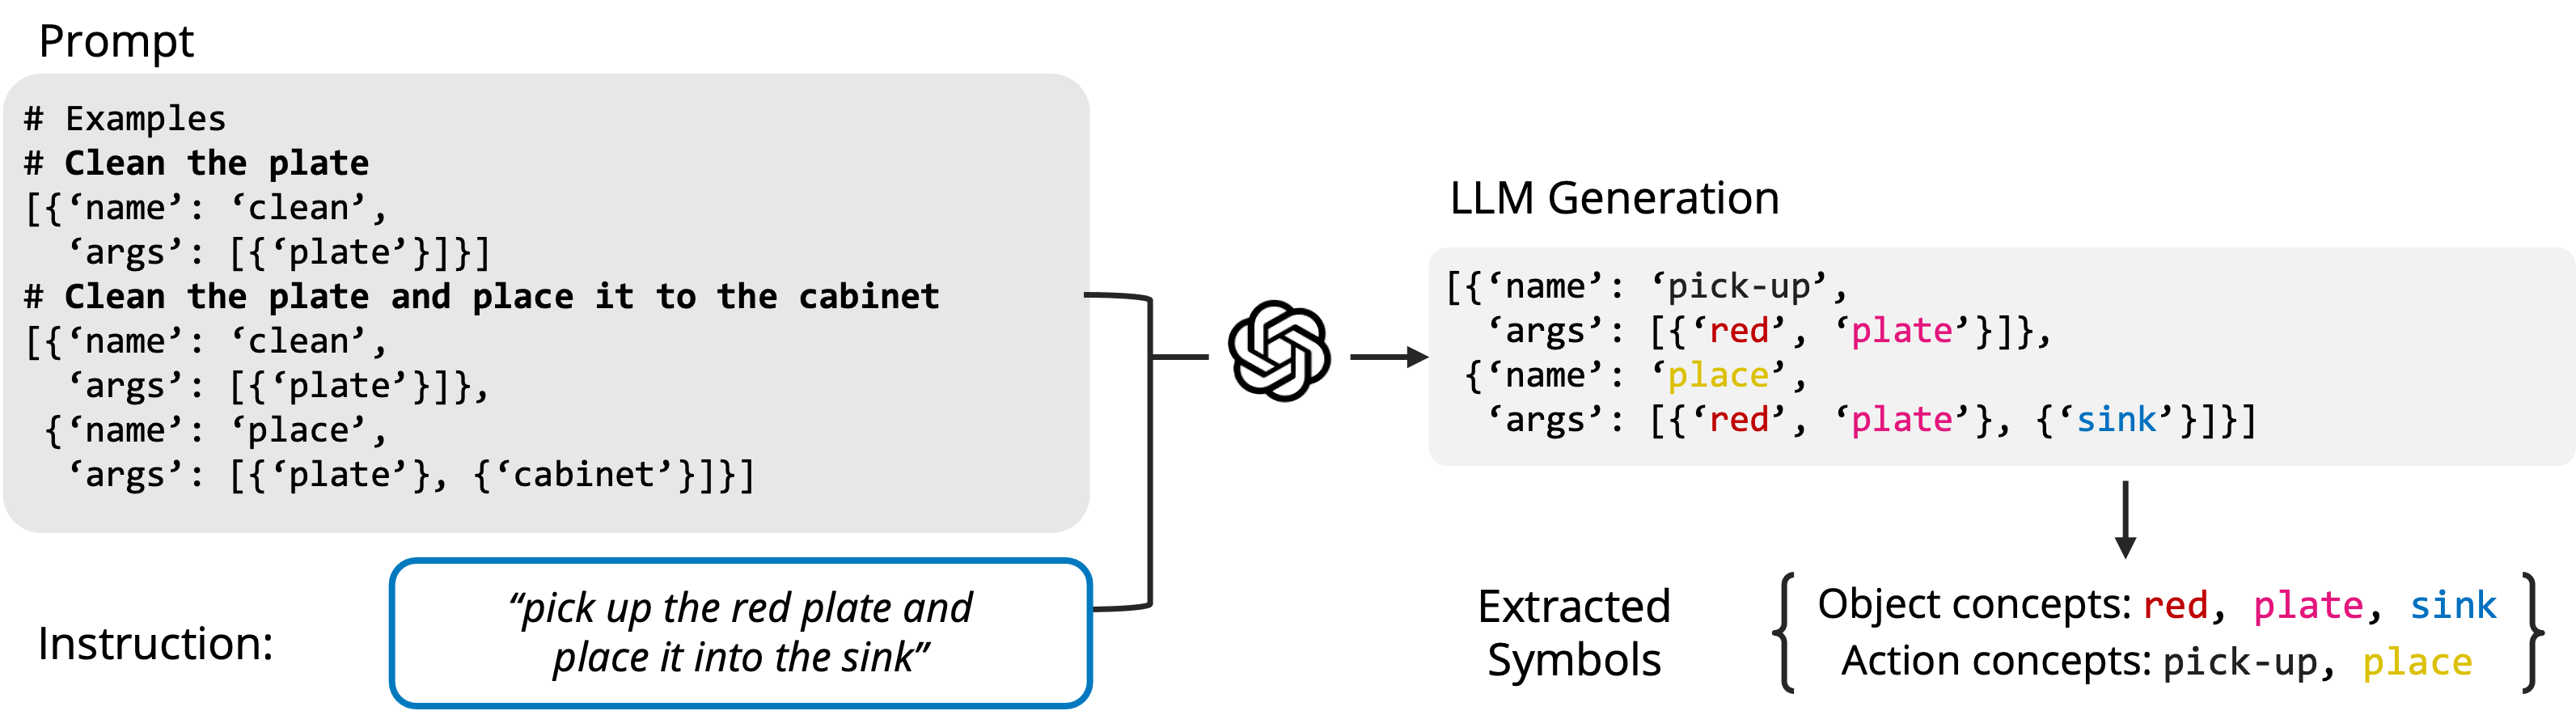 Prompt
# Examples
# Clean the plate
[{‘name’: ‘clean’,
‘args’: [{‘plate’}]}]
# Clean the plate and place it to the cabinet
[{‘name’: ‘clean’,
‘args’: [{‘plate’}]},
{‘name’: ‘place’,
‘args’: [{‘plate’}, {‘cabinet’}]}]
Instruction:
“pick up the red plate and
place it into the sink”
LLM Generation
[{‘name’: ‘pick-up’,
‘args’: [{‘red’, ‘plate’}]},
{‘name’: ‘place’,
‘args’: [{‘red’, ‘plate’}, {‘sink’}]}]
Extracted
Symbols
Object concepts: red, plate, sink
Action concepts: pick-up, place